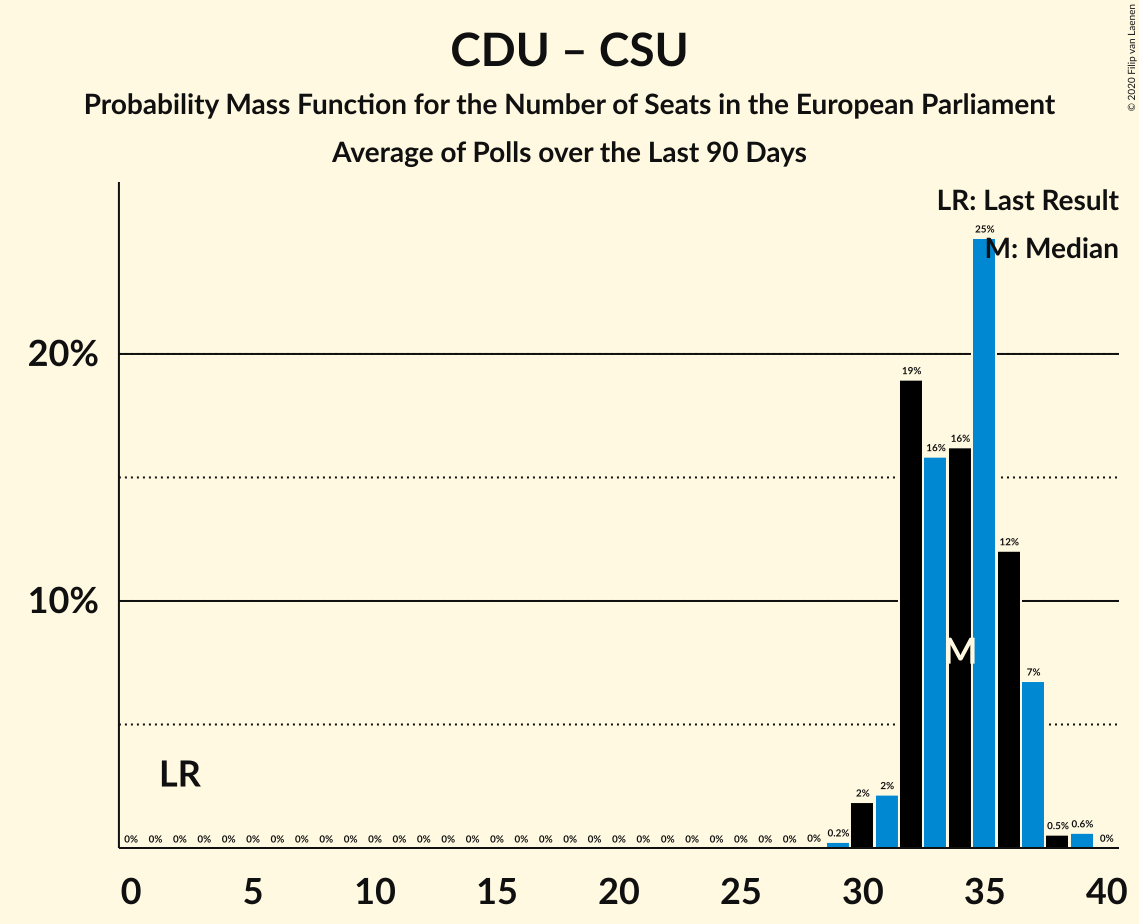 CDU – CSU
Probability Mass Function for the Number of Seats in the European Parliament
Average of Polls over the Last 90 Days
© 2020 Filip van Laenen
LR: Last Result
M: Median
20%
10%
25%
19%
16%
16%
12%
M
7%
LR
0% 0% 0% 0% 0% 0% 0% 0% 0% 0% 0% 0% 0% 0% 0% 0% 0% 0% 0% 0% 0% 0% 0% 0% 0% 0% 0% 0% 0% 0.2% 2% 2% 0.5% 0.6% 0%
0 5 10 15 20 25 30 35 40